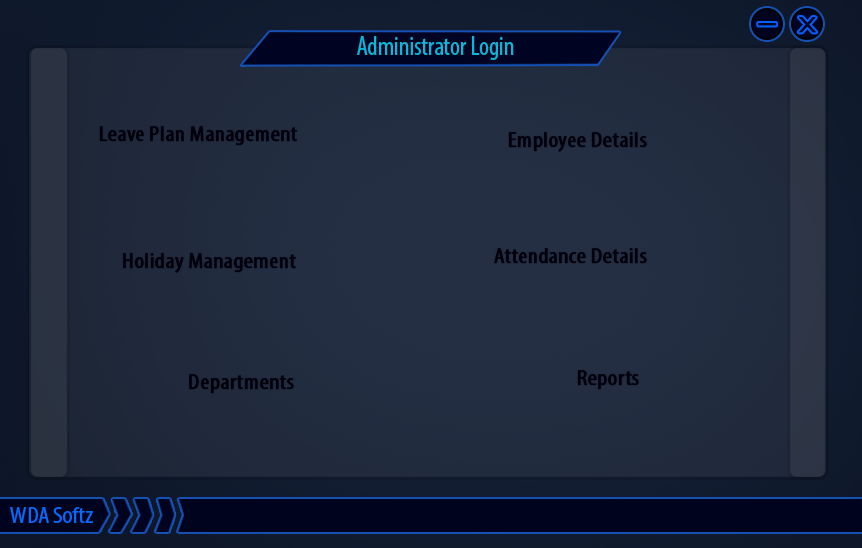 Administrator Login
Leave Plan Management
Employee Details
Holiday Management
Attendance Details
Departments
Reports
WDA Softz